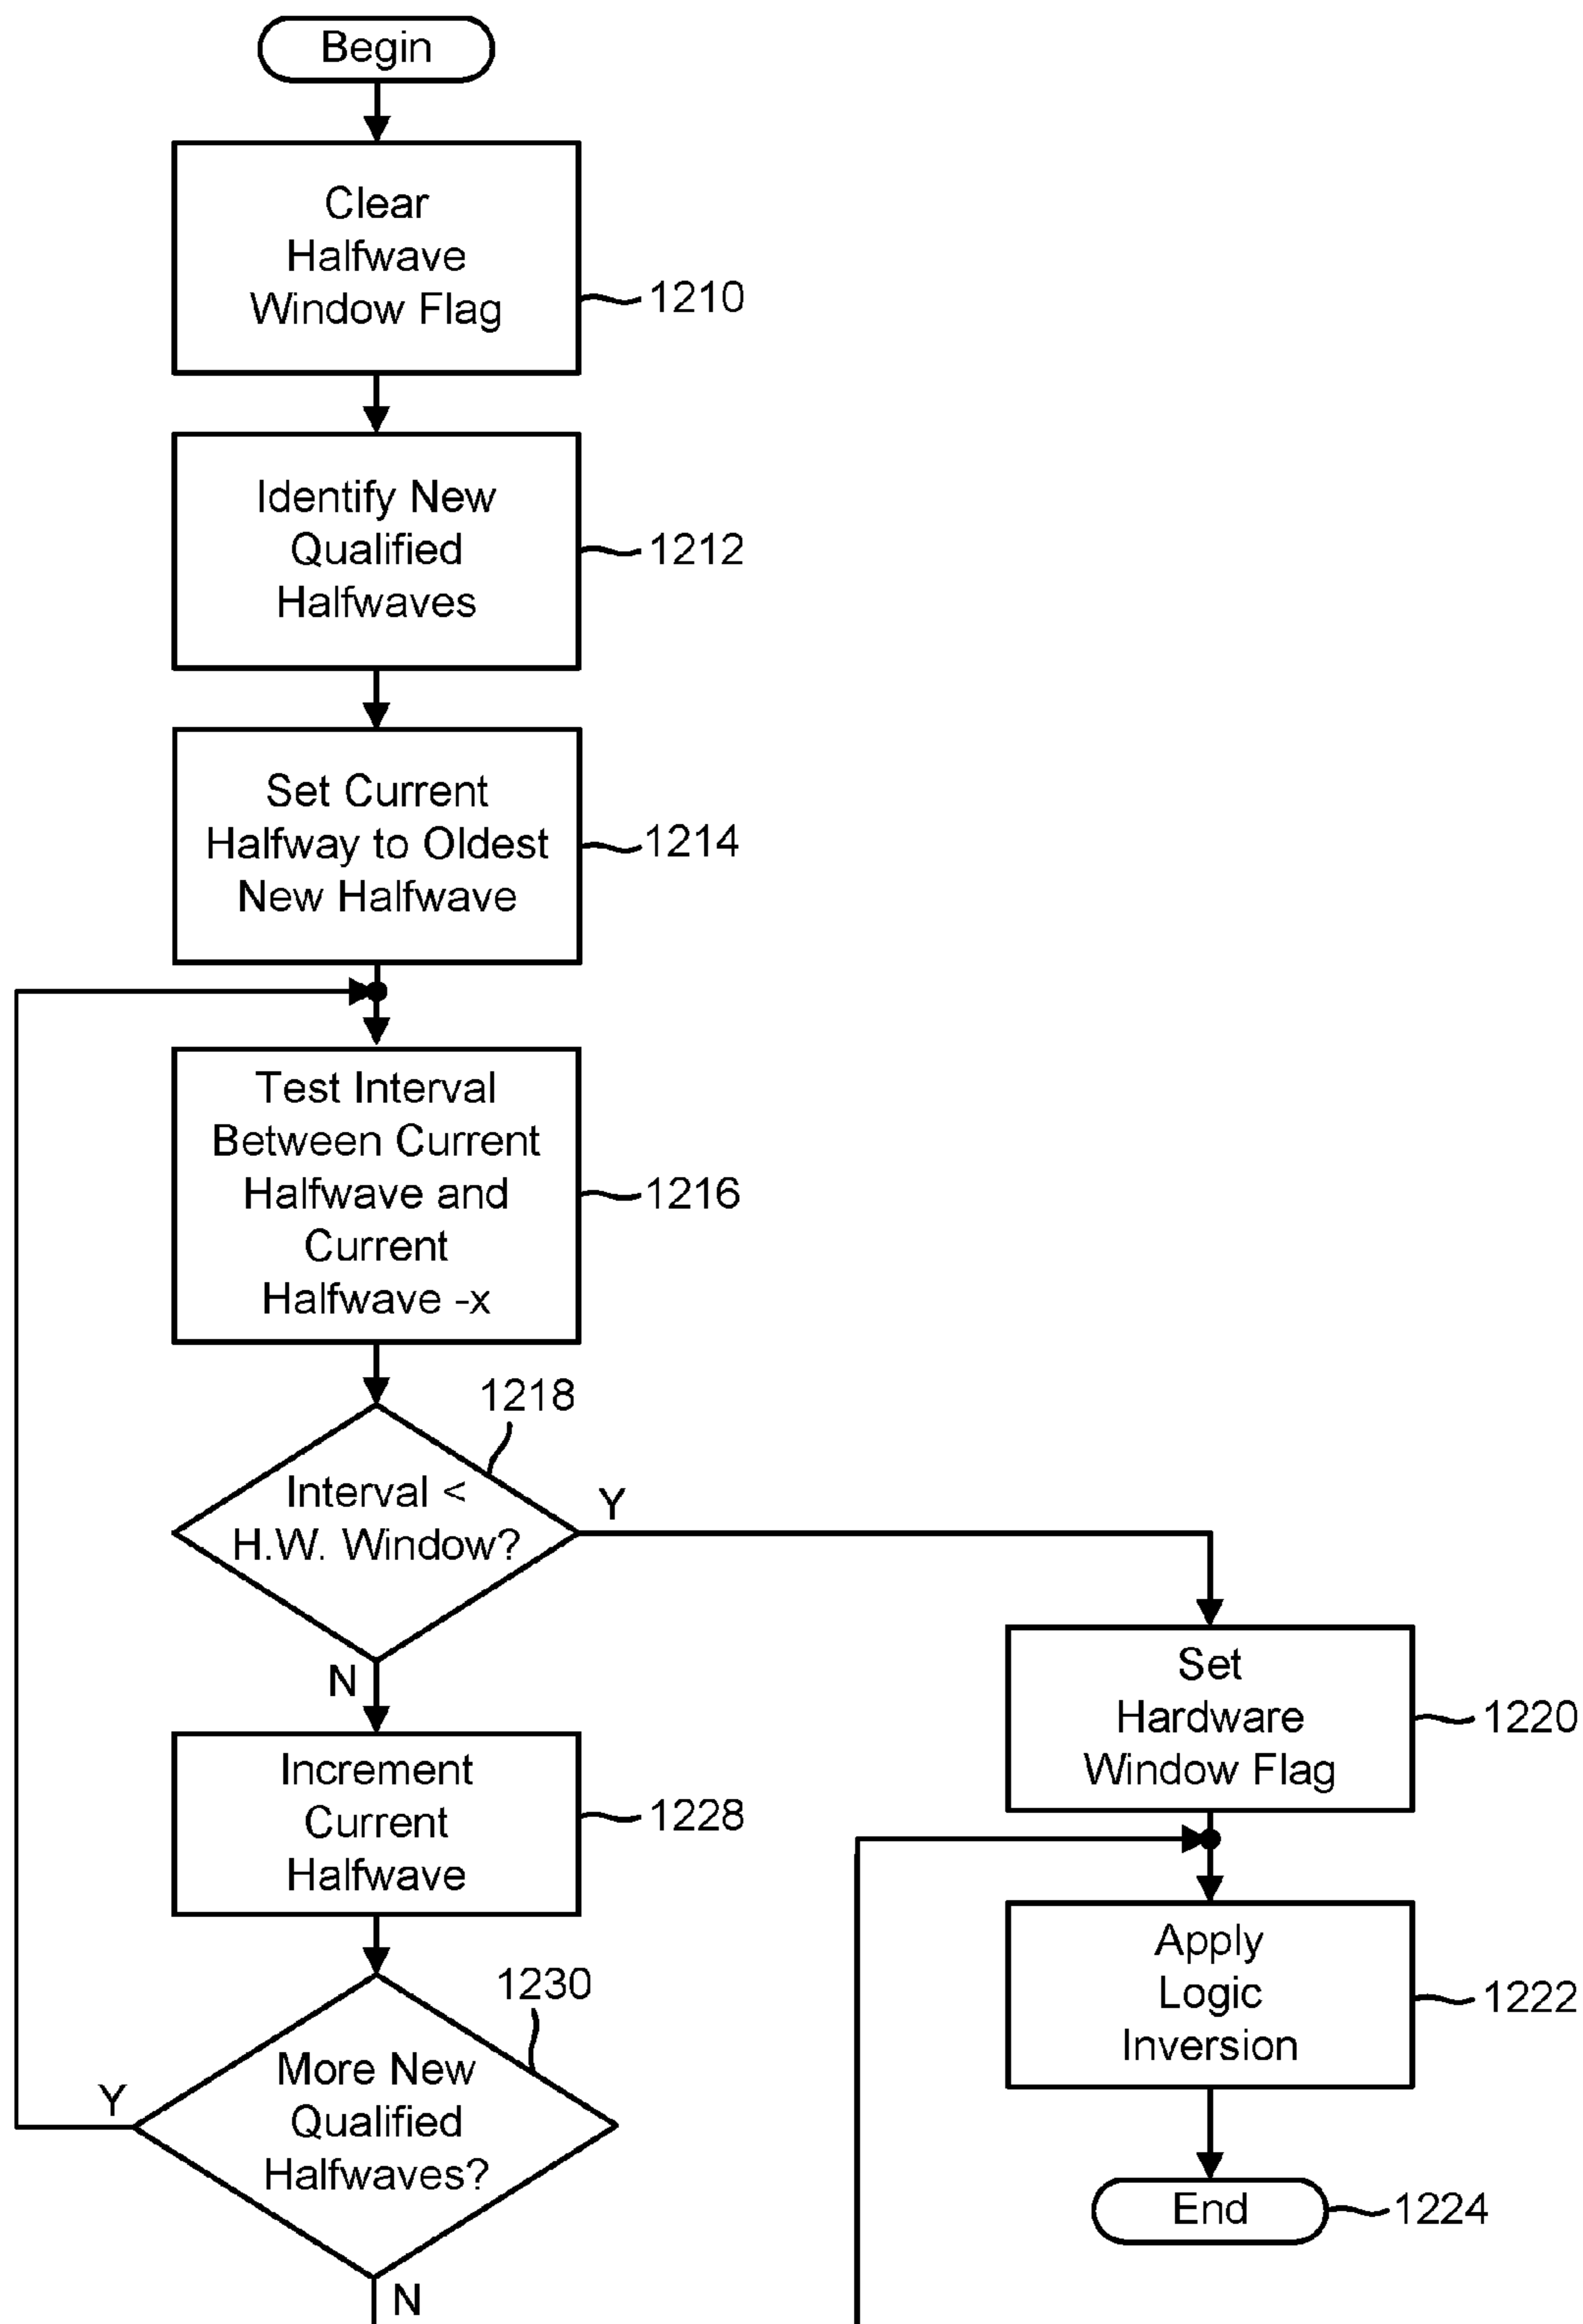 Begin
Clear
Halfwave
Window Flag
1210
Identify New
Qualified
Halfwaves
1212
Set Current
Halfway to Oldest
New Halfwave
1214
Test Interval
Between Current
Halfwave and
Current
Halfwave -x
1216
1218
Interval <
H.W. Window?
Y
N
Set
Hardware
Window Flag
1220
Increment
Current
Halfwave
1228
Apply
Logic
Inversion
1222
1230
More New
Qualified
Halfwaves?
Y
N
End
1224